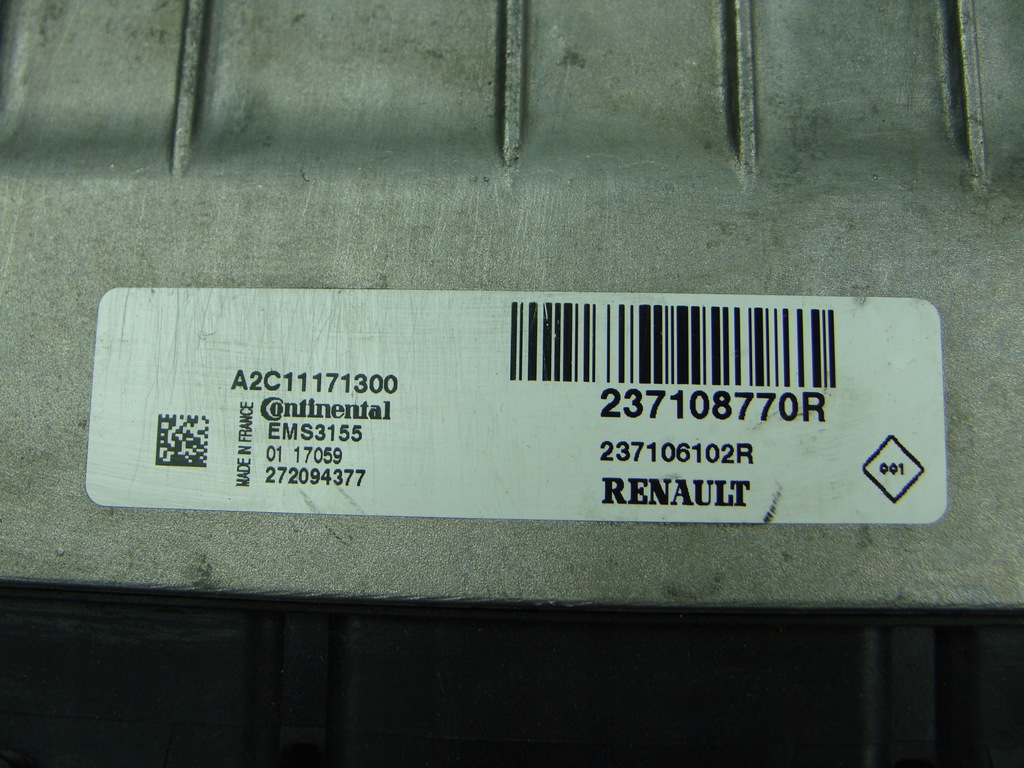 A2C11171300
Continental
MADE IN FRANCE
EMS3155
01 17059
272094377
237108770R
237106102R
RENAULT
001